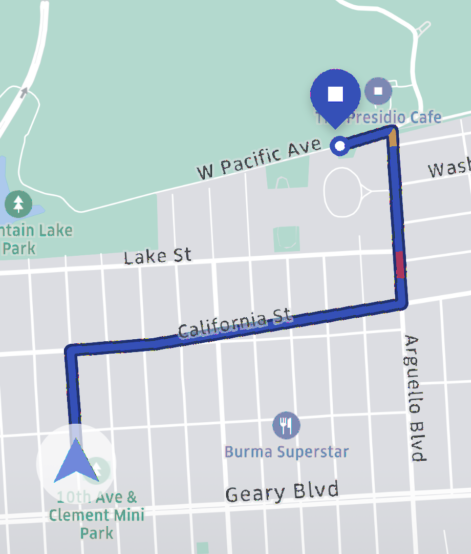 The Presidio Cafe
W Pacific Ave
Wash
ntain Lake
Park
Lake St
California St
Arguello Blvd
Burma Superstar
Geary Blvd
10th Ave &
Clement Mini
Park